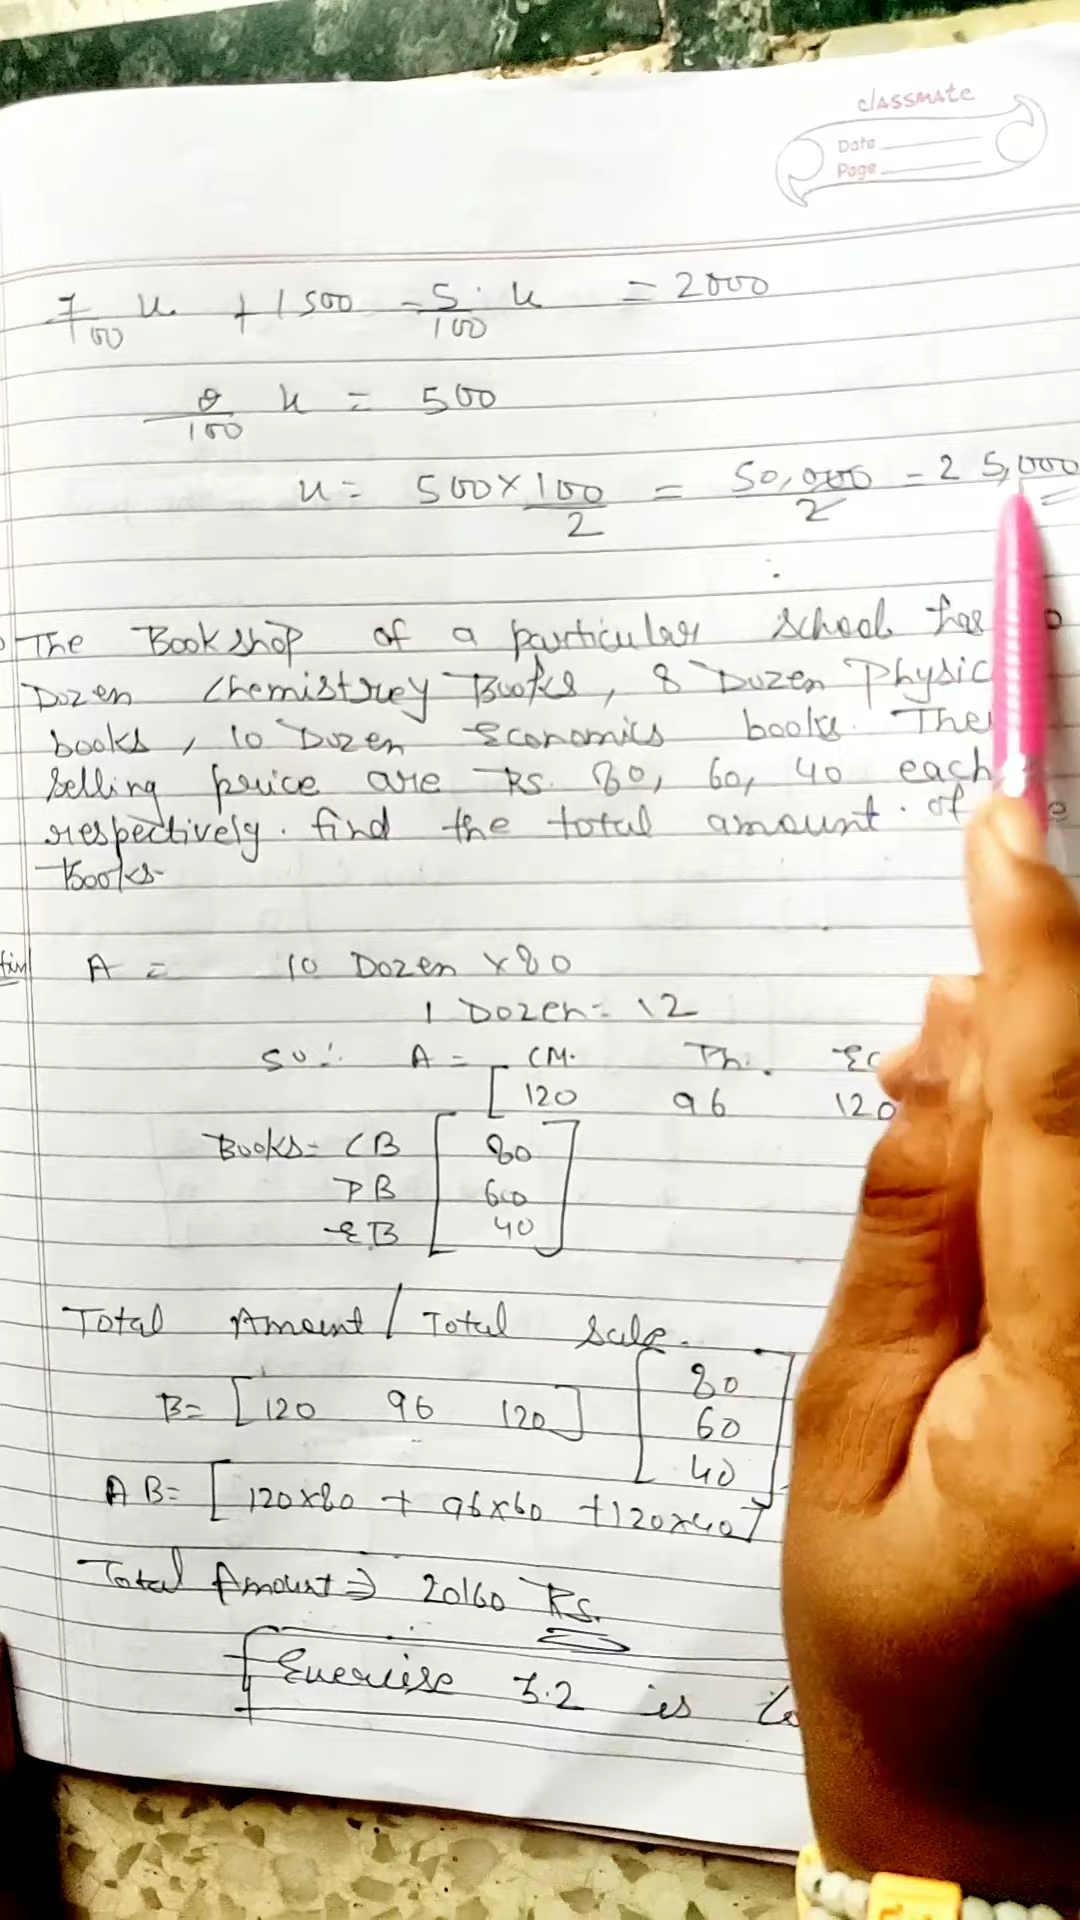 classmate
Date
Page
7/100 x + 1500 - 5/100 x = 2000
2/100 x = 500
x = 500 × 100/2 = 50,000/2 = 25,000
The Bookshop of a particular school has
Dozen Chemistrey Books, 8 Dozen Physic
books, 10 Dozen Economics books. The
selling price are Rs. 80, 60, 40 each
respectively. find the total amount of
Books.
A = 10 Dozen × 80
1 Dozen = 12
so ∴ A = CM. Ph. Ec
[120 96 120
Books = CB [80]
PB [60]
EB [40]
Total Amount / Total sale.
B = [120 96 120] [80
60
40]
AB = [120×80 + 96×60 + 120×40]
Total Amount ⇒ 20160 Rs.
Exercise 3.2 is